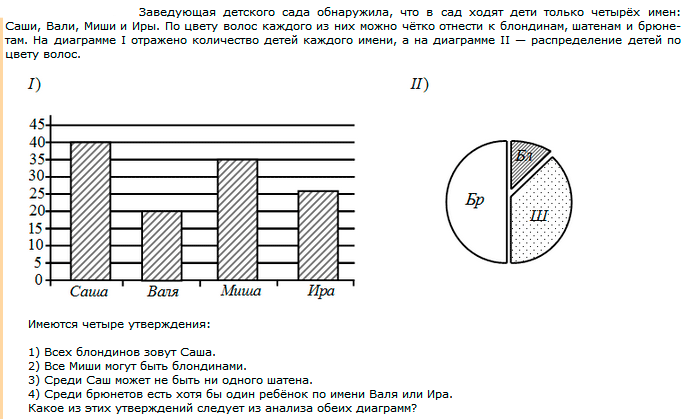 Заведующая детского сада обнаружила, что в сад ходят дети только четырёх имен:
Саши, Вали, Миши и Иры. По цвету волос каждого из них можно чётко отнести к блондинам, шатенам и брюне-
там. На диаграмме I отражено количество детей каждого имени, а на диаграмме II — распределение детей по
цвету волос.
I)
II)
45
40
35
30
25
20
15
10
5
0
Саша Валя Миша Ира
Бл
Бр
Ш
Имеются четыре утверждения:
1) Всех блондинов зовут Саша.
2) Все Миши могут быть блондинами.
3) Среди Саш может не быть ни одного шатена.
4) Среди брюнетов есть хотя бы один ребёнок по имени Валя или Ира.
Какое из этих утверждений следует из анализа обеих диаграмм?